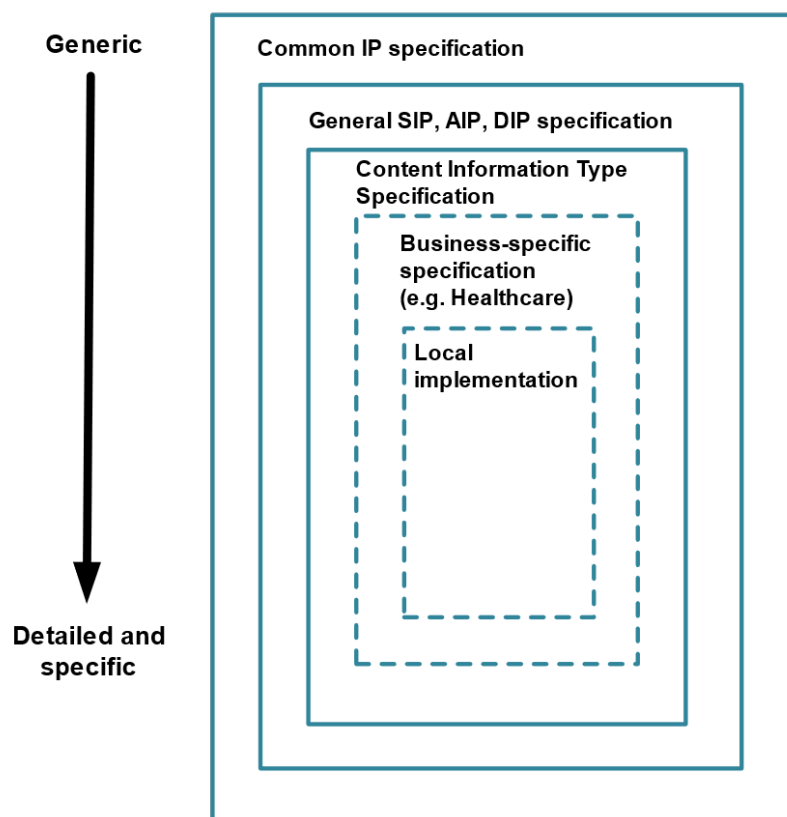 Generic
Common IP specification
General SIP, AIP, DIP specification
Content Information Type
Specification
Business-specific
specification
(e.g. Healthcare)
Local
implementation
Detailed and
specific